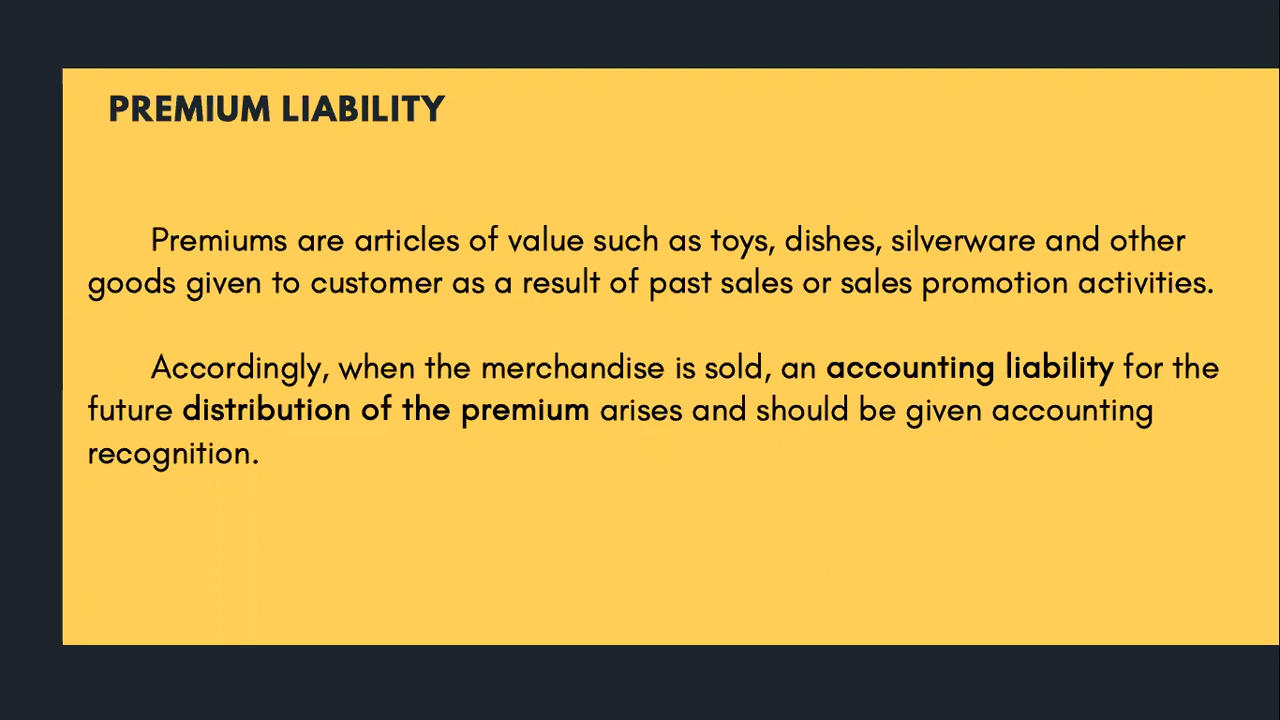 PREMIUM LIABILITY
Premiums are articles of value such as toys, dishes, silverware and other
goods given to customer as a result of past sales or sales promotion activities.
Accordingly, when the merchandise is sold, an accounting liability for the
future distribution of the premium arises and should be given accounting
recognition.